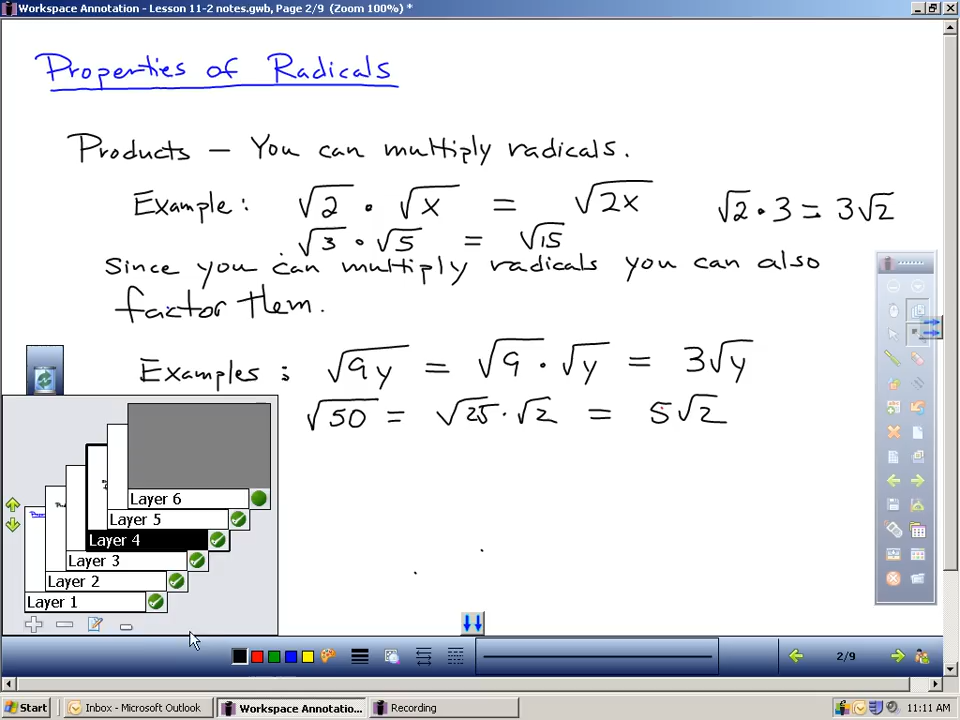 Workspace Annotation - Lesson 11-2 notes.gwb, Page 2/9 (Zoom 100%) *
Properties of Radicals
Products – You can multiply radicals.
Example: √2 · √x = √2x √2 · 3 = 3√2
√3 · √5 = √15
Since you can multiply radicals you can also
factor them.
Examples : √9y = √9 · √y = 3√y
√50 = √25 · √2 = 5√2
Layer 6
Layer 5
Layer 4
Layer 3
Layer 2
Layer 1
2/9
Start
Inbox - Microsoft Outlook
Workspace Annotatio...
Recording
11:11 AM